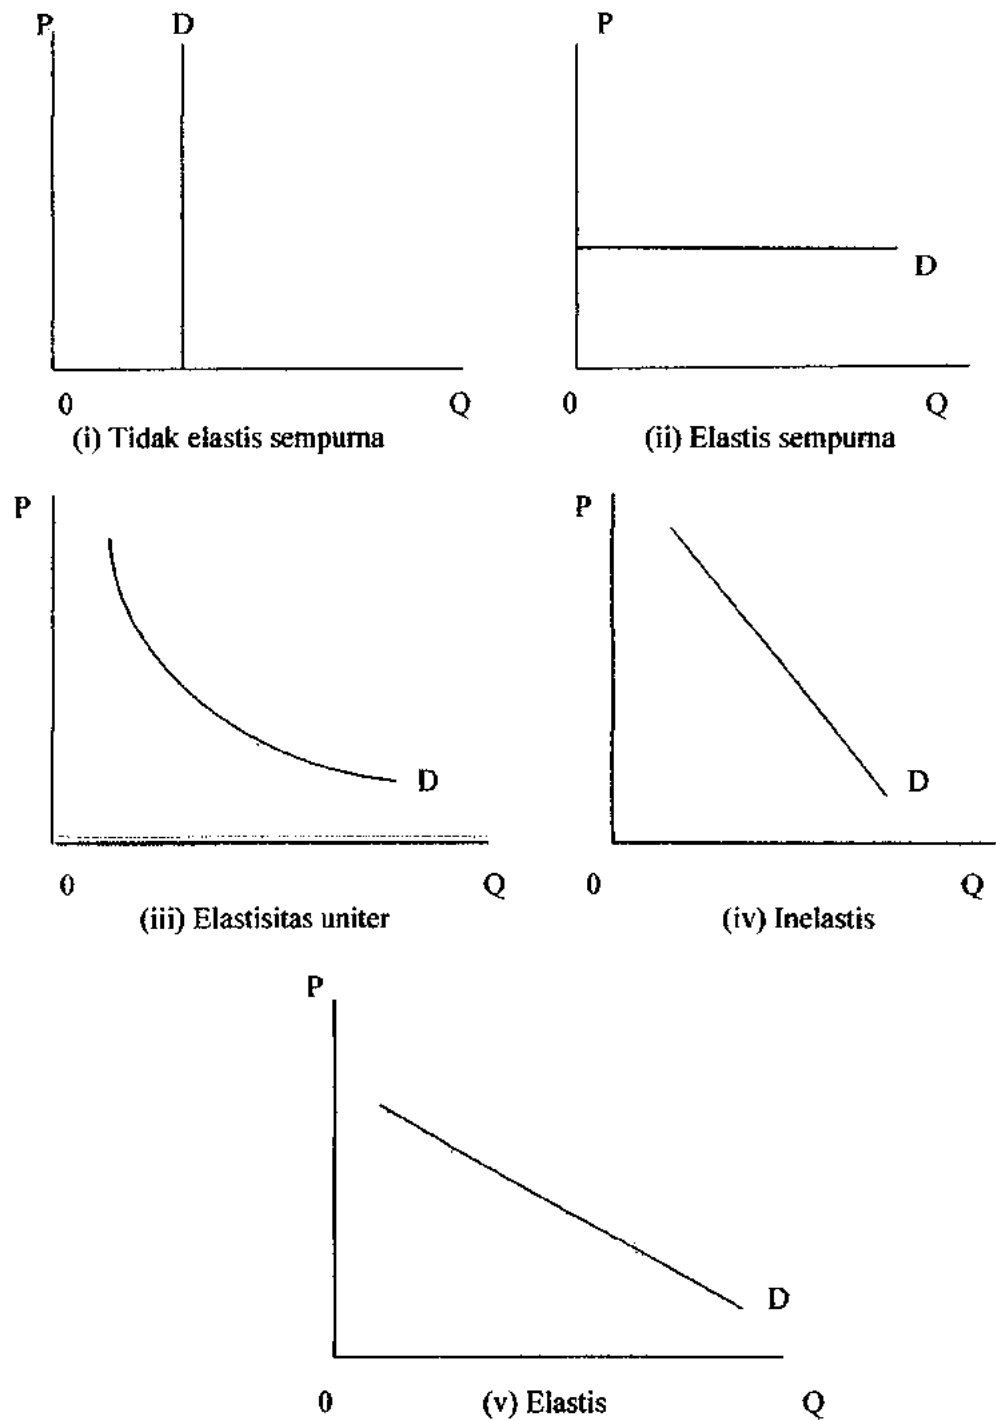 P D
P
D
0 Q
0 Q
(i) Tidak elastis sempurna
(ii) Elastis sempurna
P
P
D
D
0 Q
0 Q
(iii) Elastisitas uniter
(iv) Inelastis
P
D
0 (v) Elastis Q